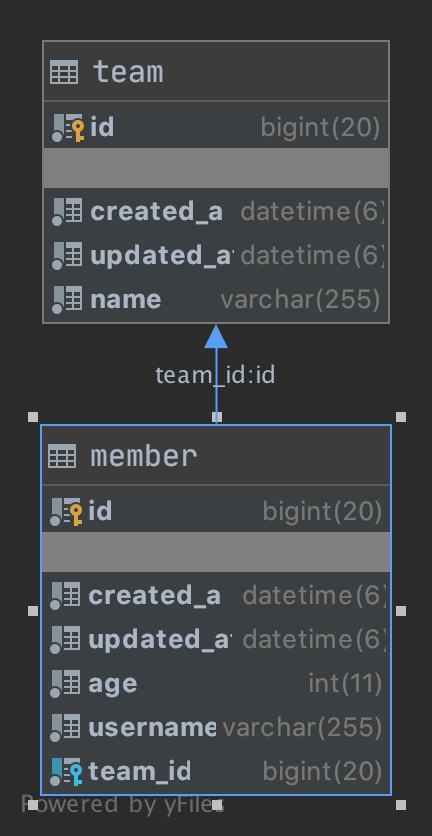 team
id bigint(20)
created_a datetime(6)
updated_a datetime(6)
name varchar(255)
team_id:id
member
id bigint(20)
created_a datetime(6)
updated_a datetime(6)
age int(11)
username varchar(255)
team_id bigint(20)
Powered by yFiles